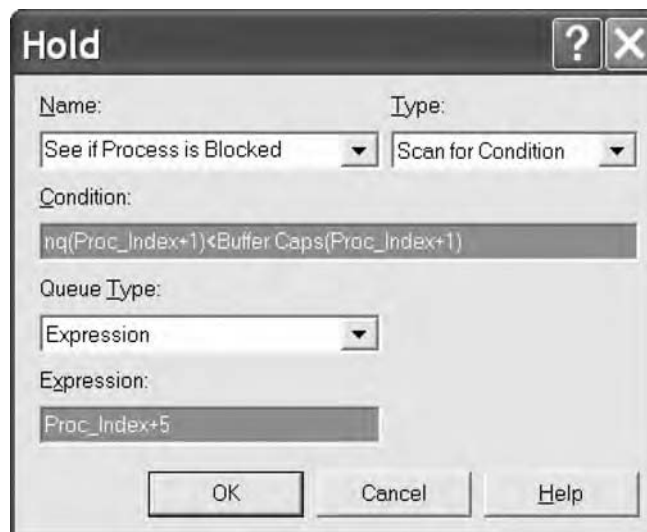 Hold
Name: Type:
See if Process is Blocked Scan for Condition
Condition:
nq(Proc_Index+1)<Buffer Caps(Proc_Index+1)
Queue Type:
Expression
Expression:
Proc_Index+5
OK Cancel Help